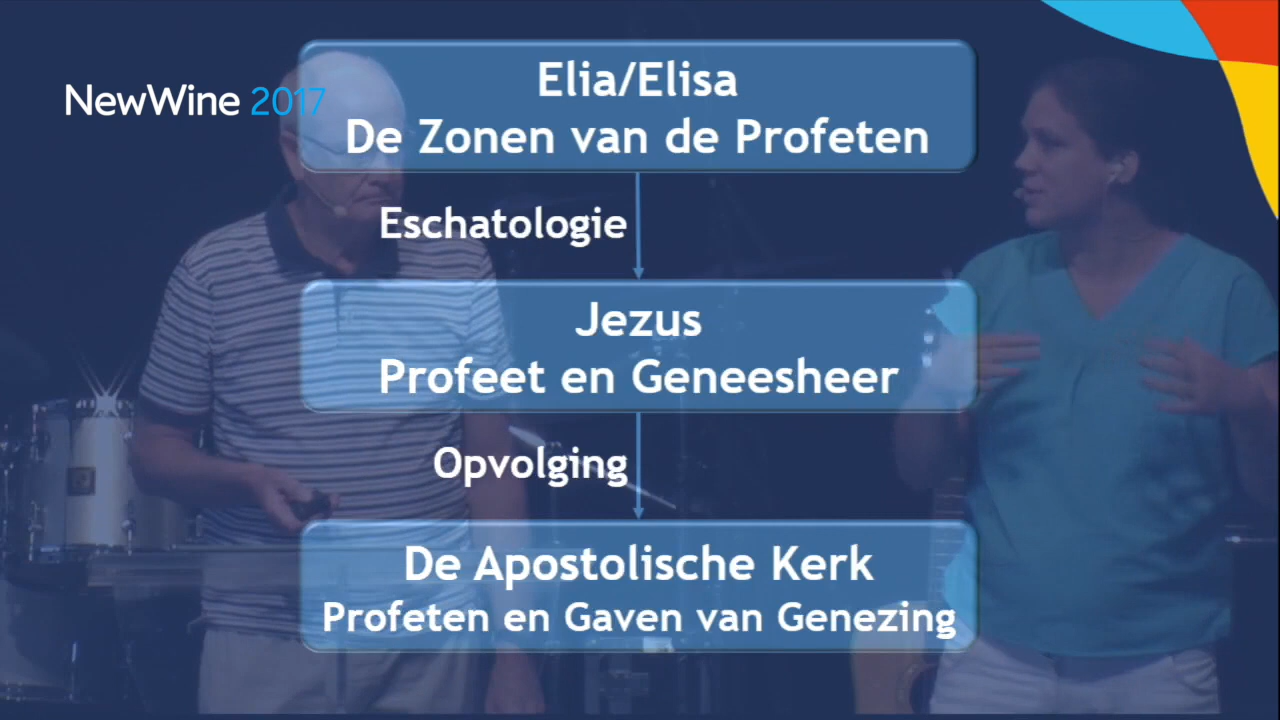 NewWine 2017
Elia/Elisa
De Zonen van de Profeten
Eschatologie
Jezus
Profeet en Geneesheer
Opvolging
De Apostolische Kerk
Profeten en Gaven van Genezing